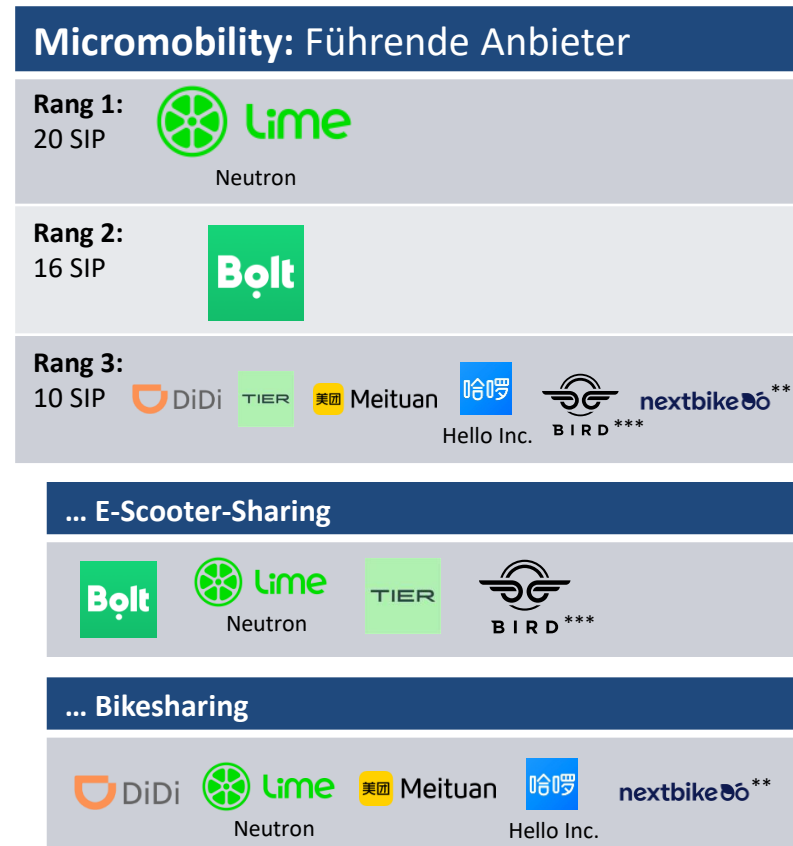 Micromobility: Führende Anbieter
Rang 1:
20 SIP
Lime
Neutron
Rang 2:
16 SIP
Bolt
Rang 3:
10 SIP
DiDi
TIER
美团 Meituan
哈啰
Hello Inc.
BIRD***
nextbike**
… E-Scooter-Sharing
Bolt
Lime
Neutron
TIER
BIRD***
… Bikesharing
DiDi
Lime
Neutron
美团 Meituan
哈啰
Hello Inc.
nextbike**